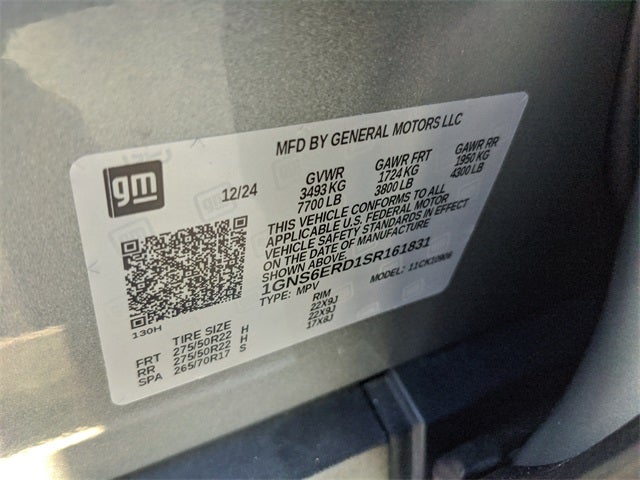 MFD BY GENERAL MOTORS LLC
gm
12/24
GVWR
3493 KG
7700 LB
GAWR FRT
1724 KG
3800 LB
GAWR RR
1950 KG
4300 LB
THIS VEHICLE CONFORMS TO ALL
APPLICABLE U.S. FEDERAL MOTOR
VEHICLE SAFETY STANDARDS IN EFFECT
ON THE DATE OF MANUFACTURE
SHOWN ABOVE.
1GNS6ERD1SR161831
TYPE: MPV
MODEL: 11CK10906
130H
TIRE SIZE RIM
FRT 275/50R22 H 22X9J
RR 275/50R22 H 22X9J
SPA 265/70R17 S 17X8J